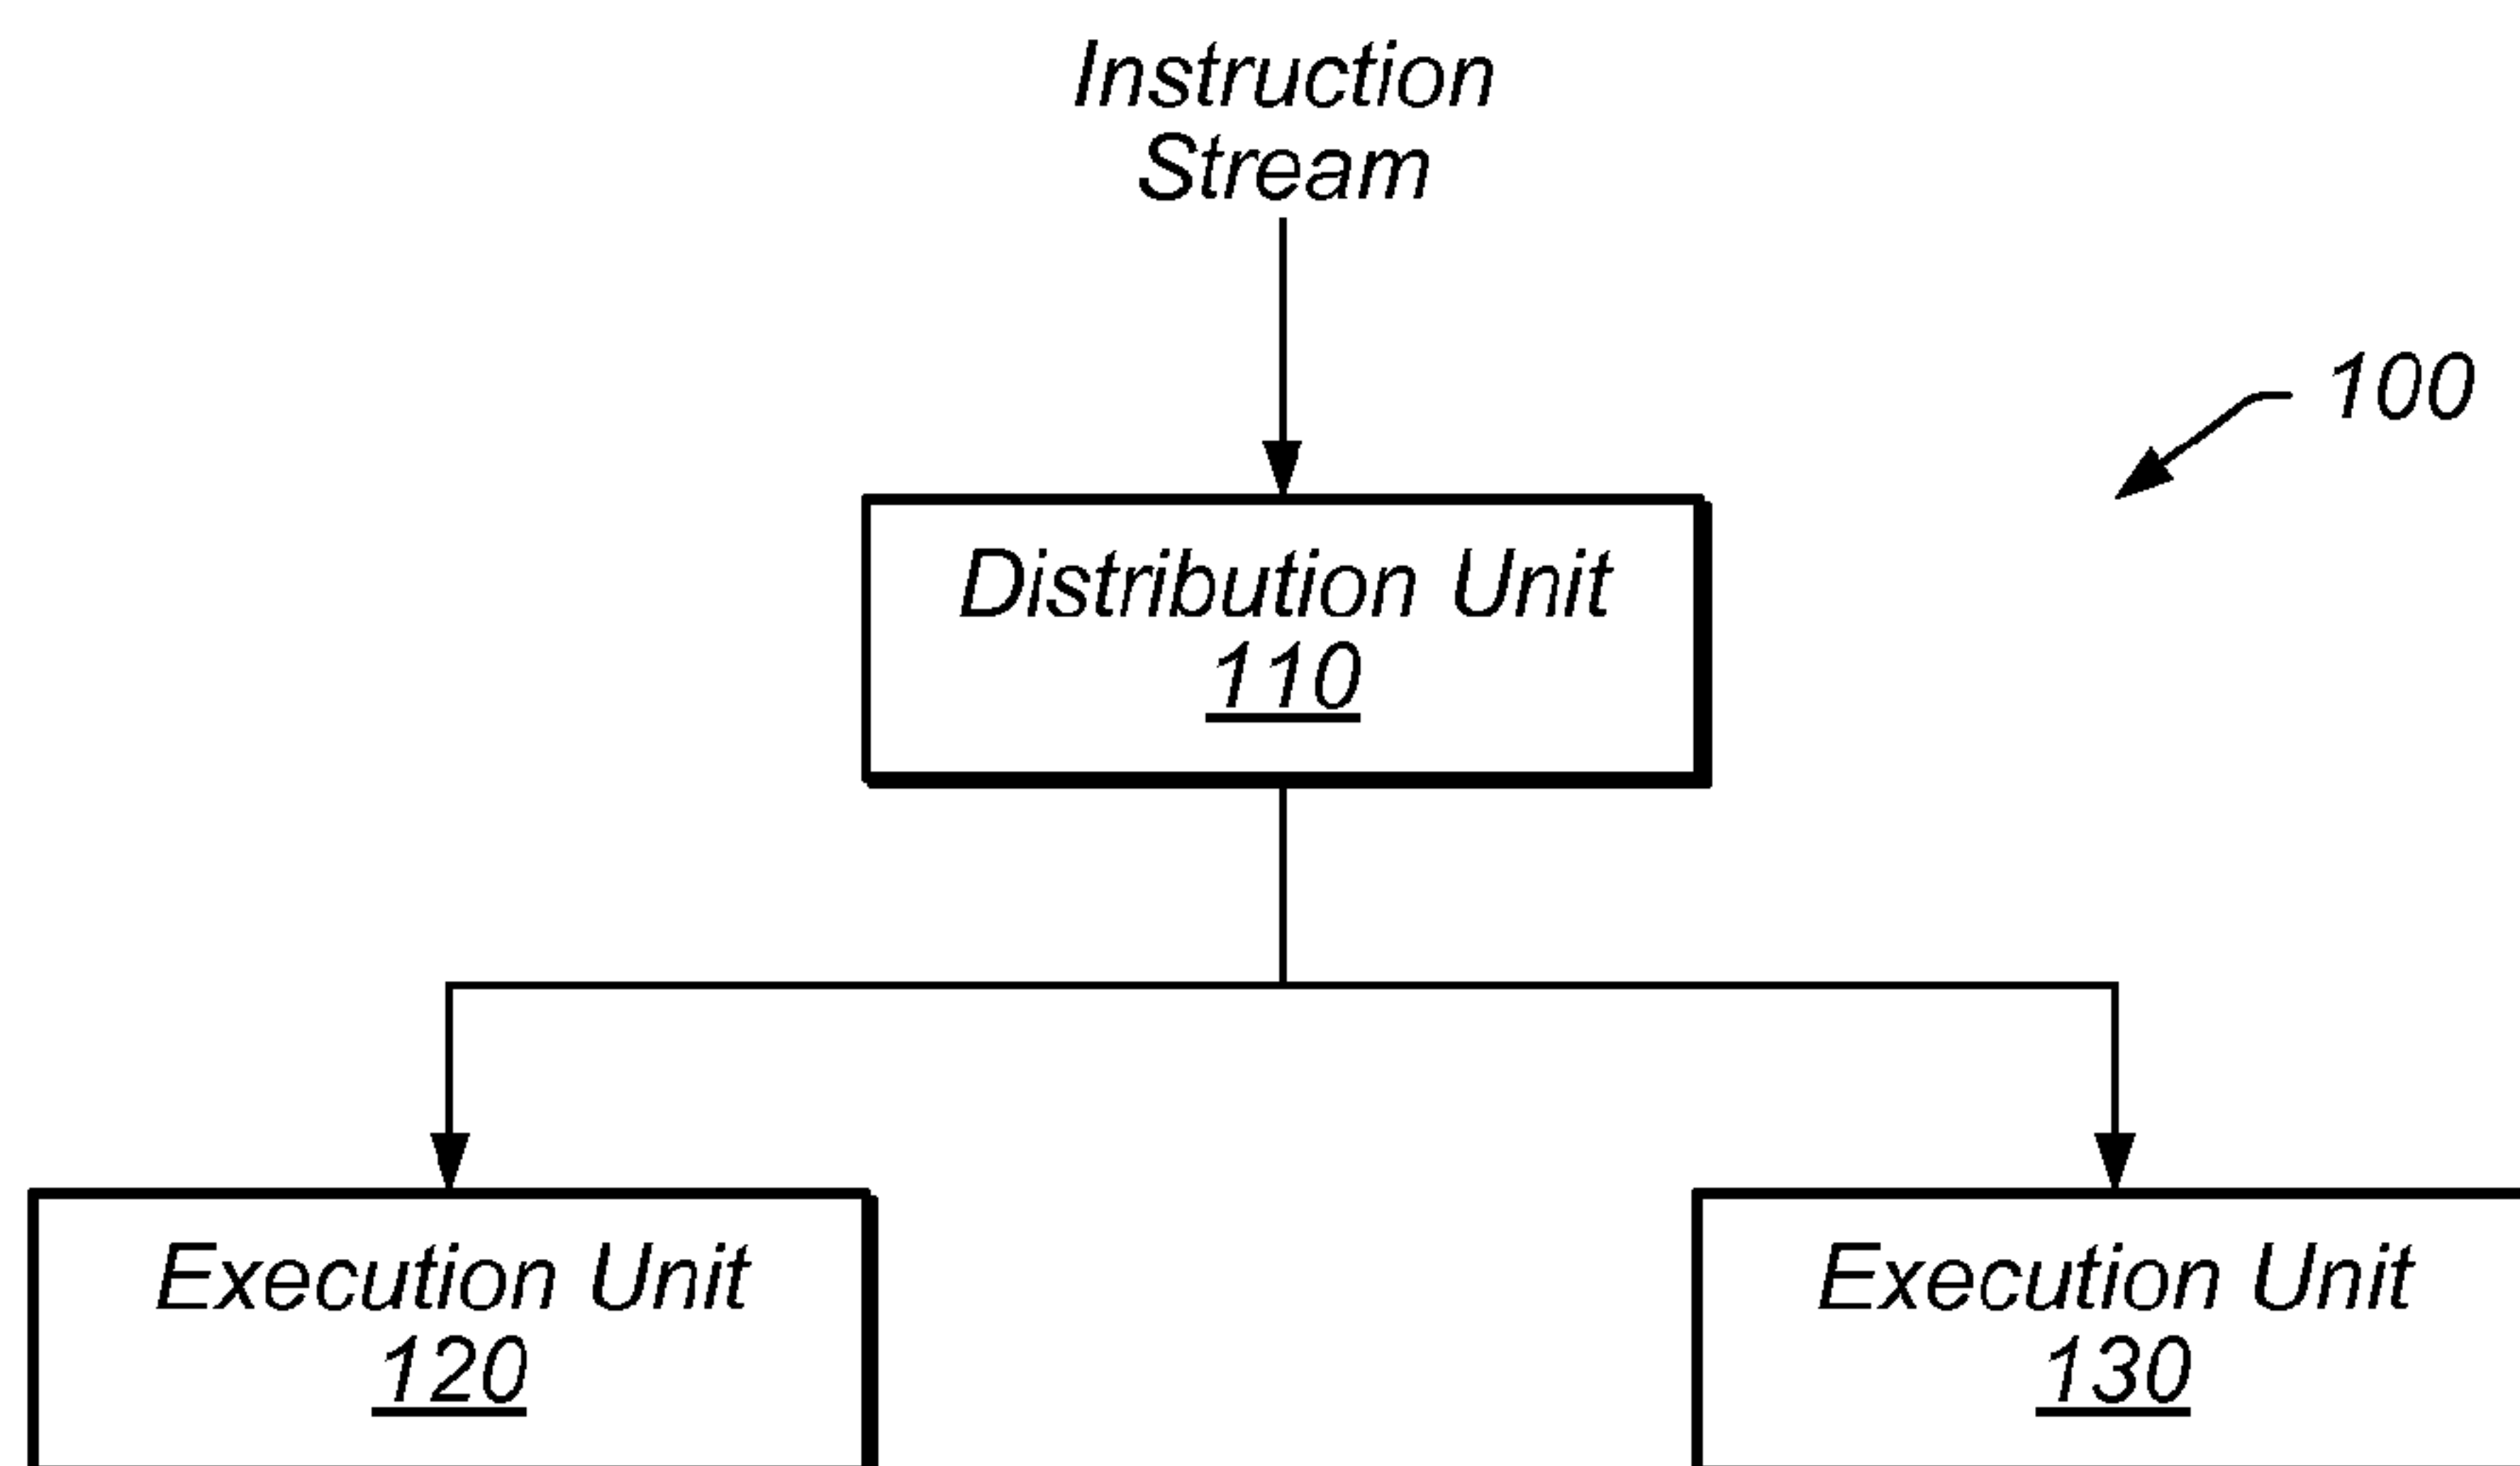 Instruction
Stream
100
Distribution Unit
110
Execution Unit
120
Execution Unit
130